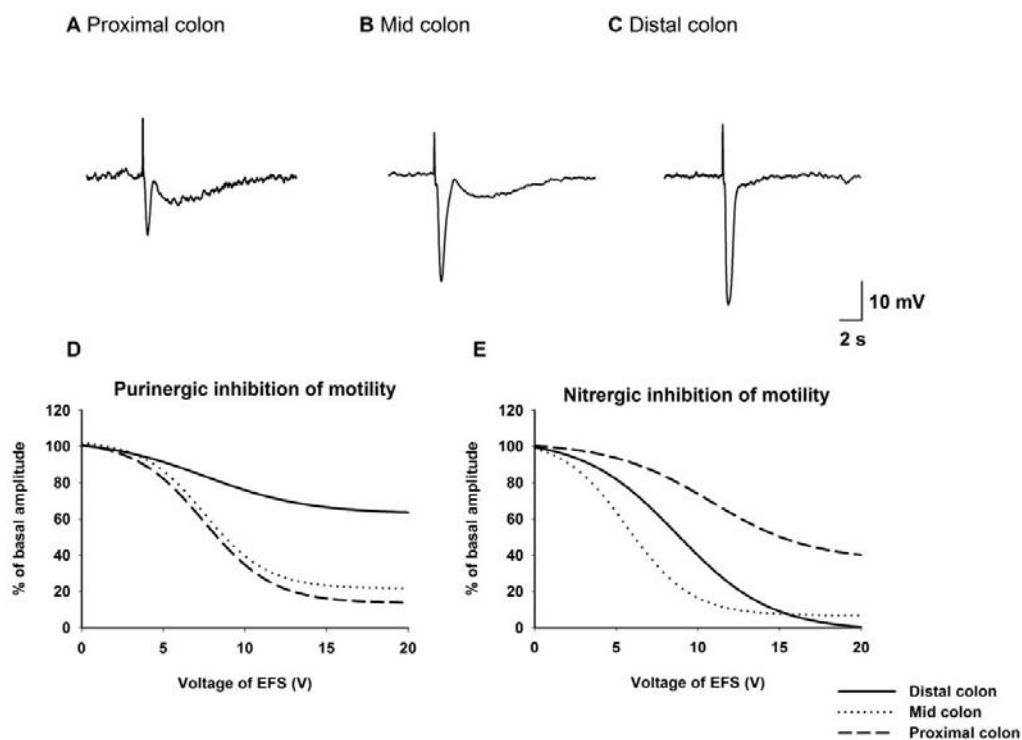 A Proximal colon
B Mid colon
C Distal colon
10 mV
2 s
D
Purinergic inhibition of motility
120
100
80
60
40
20
0
% of basal amplitude
0 5 10 15 20
Voltage of EFS (V)
E
Nitrergic inhibition of motility
120
100
80
60
40
20
0
% of basal amplitude
0 5 10 15 20
Voltage of EFS (V)
Distal colon
Mid colon
Proximal colon